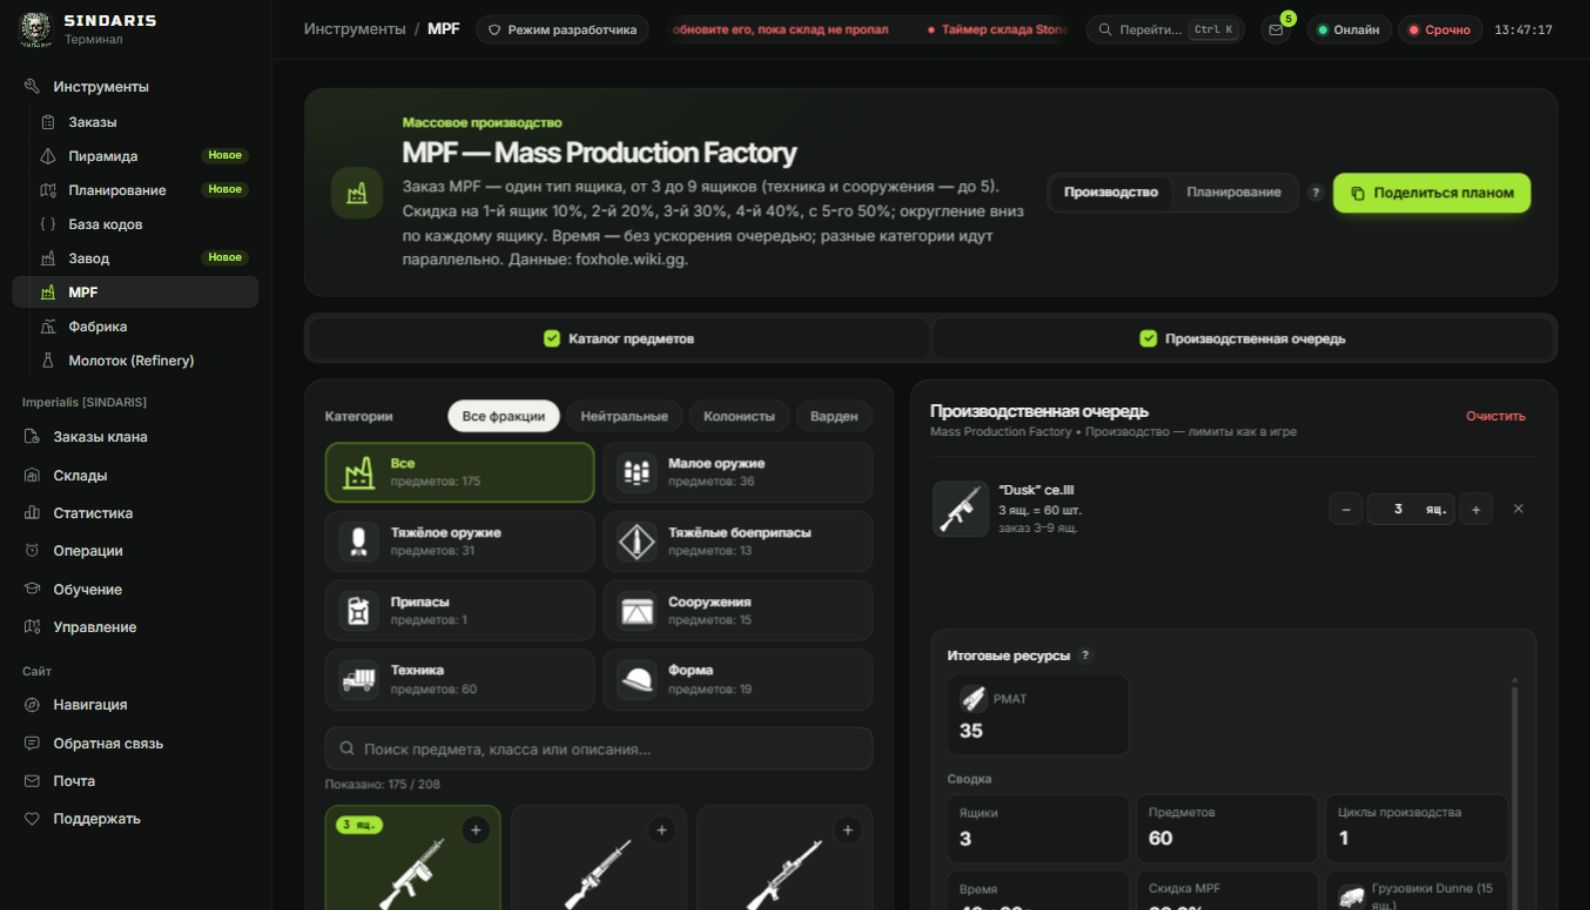 SINDARIS
Терминал
Инструменты / MPF
Режим разработчика
обновите его, пока склад не пропал
• Таймер склада Stone
Перейти... Ctrl K
5
Онлайн
Срочно
13:47:17
Инструменты
Заказы
Пирамида Новое
Планирование Новое
База кодов
Завод Новое
MPF
Фабрика
Молоток (Refinery)
Imperialis [SINDARIS]
Заказы клана
Склады
Статистика
Операции
Обучение
Управление
Сайт
Навигация
Обратная связь
Почта
Поддержать
Массовое производство
MPF — Mass Production Factory
Заказ MPF — один тип ящика, от 3 до 9 ящиков (техника и сооружения — до 5).
Скидка на 1-й ящик 10%, 2-й 20%, 3-й 30%, 4-й 40%, с 5-го 50%; округление вниз
по каждому ящику. Время — без ускорения очередью; разные категории идут
параллельно. Данные: foxhole.wiki.gg.
Производство Планирование ?
Поделиться планом
Каталог предметов
Производственная очередь
Категории
Все фракции Нейтральные Колонисты Варден
Все
предметов: 175
Малое оружие
предметов: 36
Тяжёлое оружие
предметов: 31
Тяжёлые боеприпасы
предметов: 13
Припасы
предметов: 1
Сооружения
предметов: 15
Техника
предметов: 60
Форма
предметов: 19
Поиск предмета, класса или описания...
Показано: 175 / 208
3 ящ. +
+
+
Производственная очередь
Mass Production Factory • Производство — лимиты как в игре
Очистить
“Dusk” ce.III
3 ящ. = 60 шт.
заказ 3–9 ящ.
− 3 ящ. + ×
Итоговые ресурсы ?
PMAT
35
Сводка
Ящики
3
Предметов
60
Циклы производства
1
Время
Скидка MPF
Грузовики Dunne (15
ящ.)